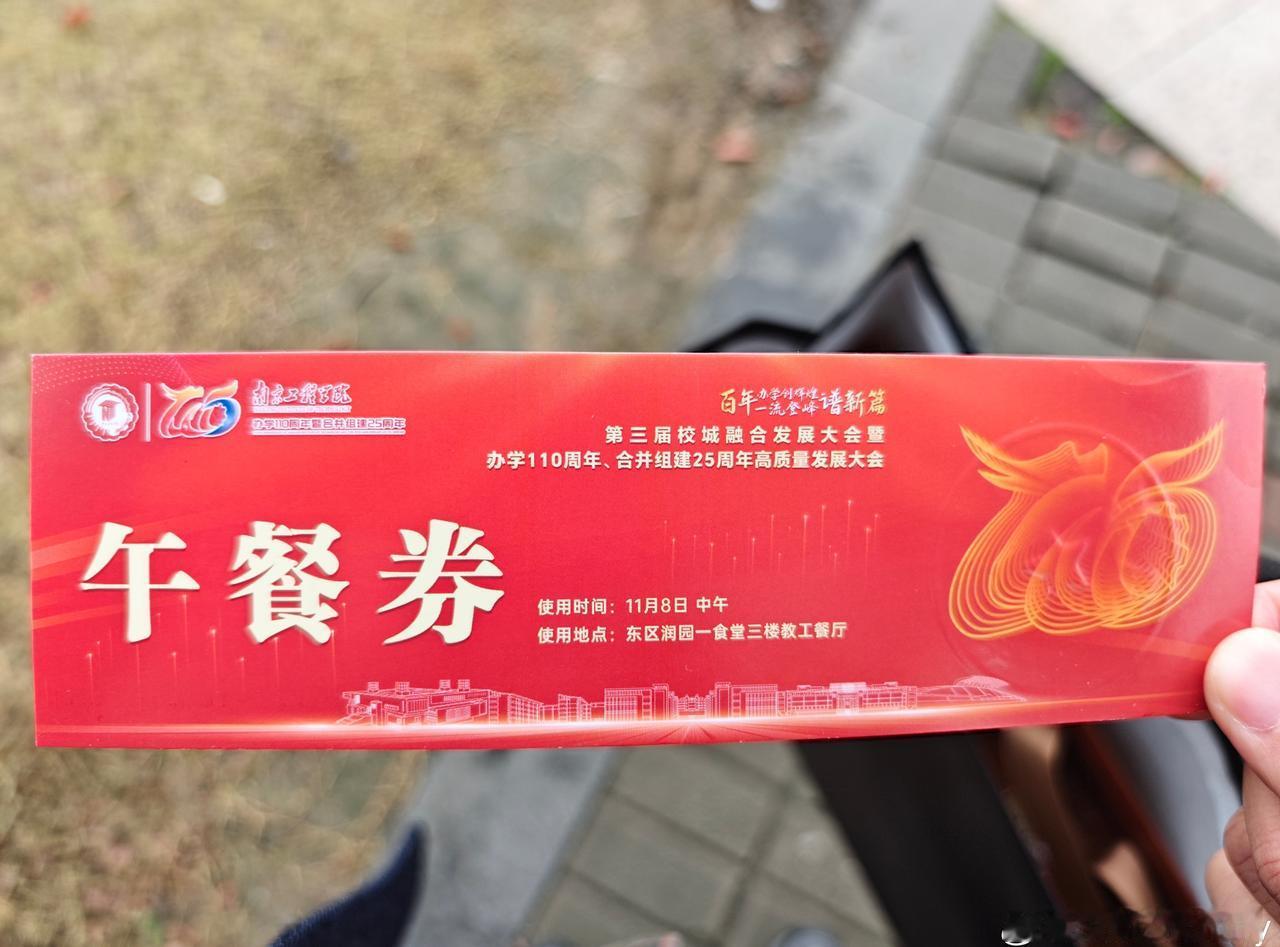 南京工程学院
办学110周年暨合并组建25周年
百年办学创辉煌
一流登峰谱新篇
第三届校城融合发展大会暨
办学110周年、合并组建25周年高质量发展大会
午餐券
使用时间：11月8日 中午
使用地点：东区润园一食堂三楼教工餐厅